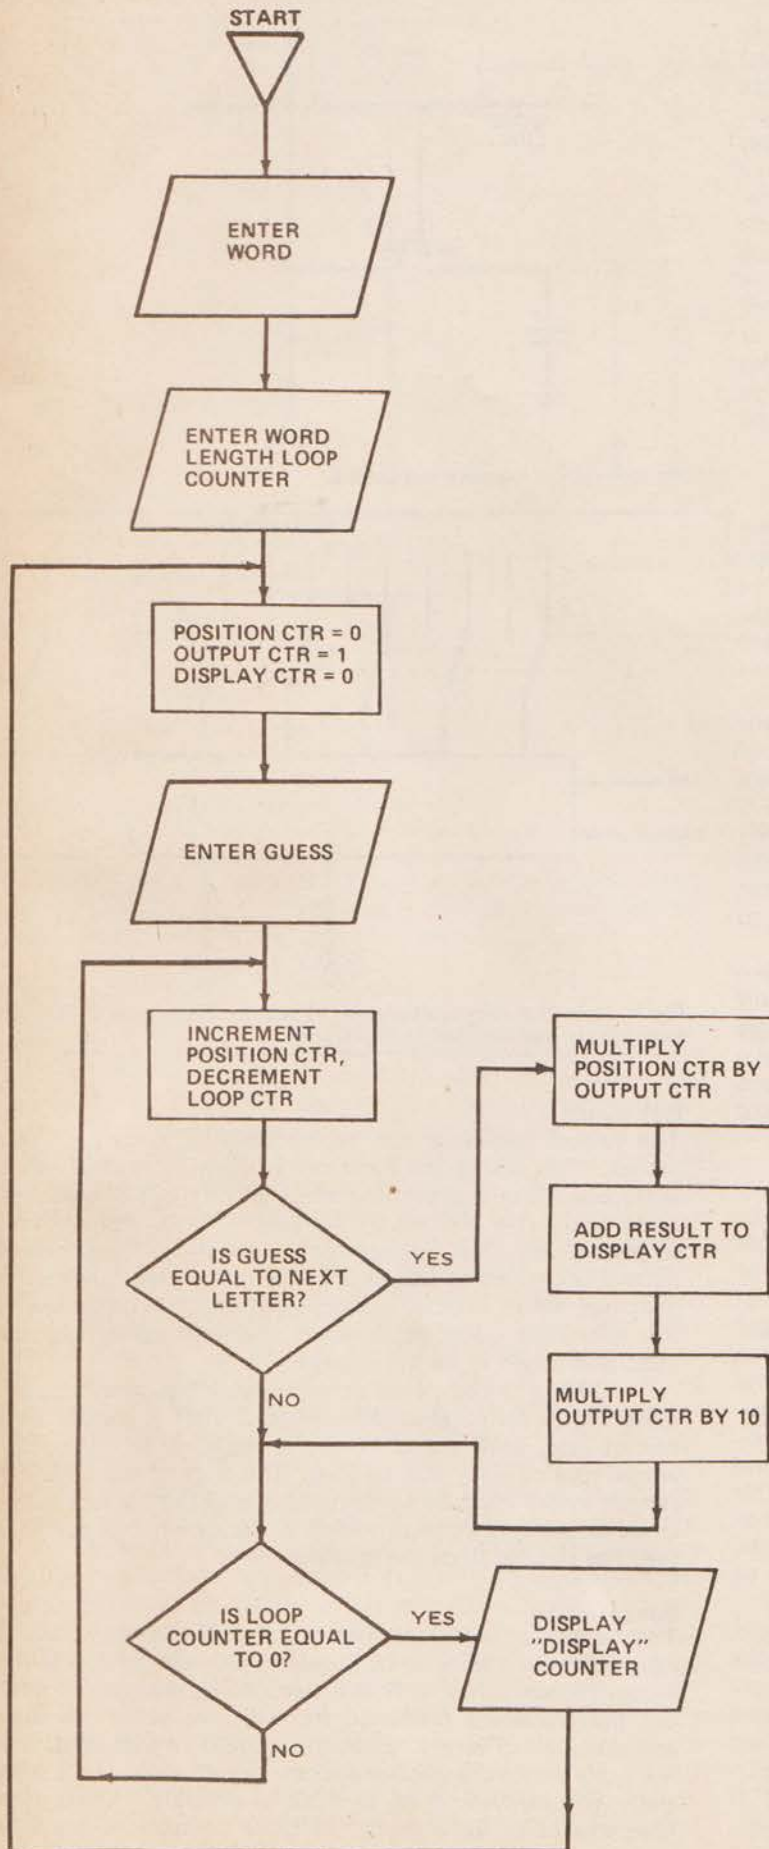 START
ENTER
WORD
ENTER WORD
LENGTH LOOP
COUNTER
POSITION CTR = 0
OUTPUT CTR = 1
DISPLAY CTR = 0
ENTER GUESS
INCREMENT
POSITION CTR,
DECREMENT
LOOP CTR
IS GUESS
EQUAL TO NEXT
LETTER?
YES
MULTIPLY
POSITION CTR BY
OUTPUT CTR
ADD RESULT TO
DISPLAY CTR
MULTIPLY
OUTPUT CTR BY 10
NO
IS LOOP
COUNTER EQUAL
TO 0?
YES
DISPLAY
"DISPLAY"
COUNTER
NO